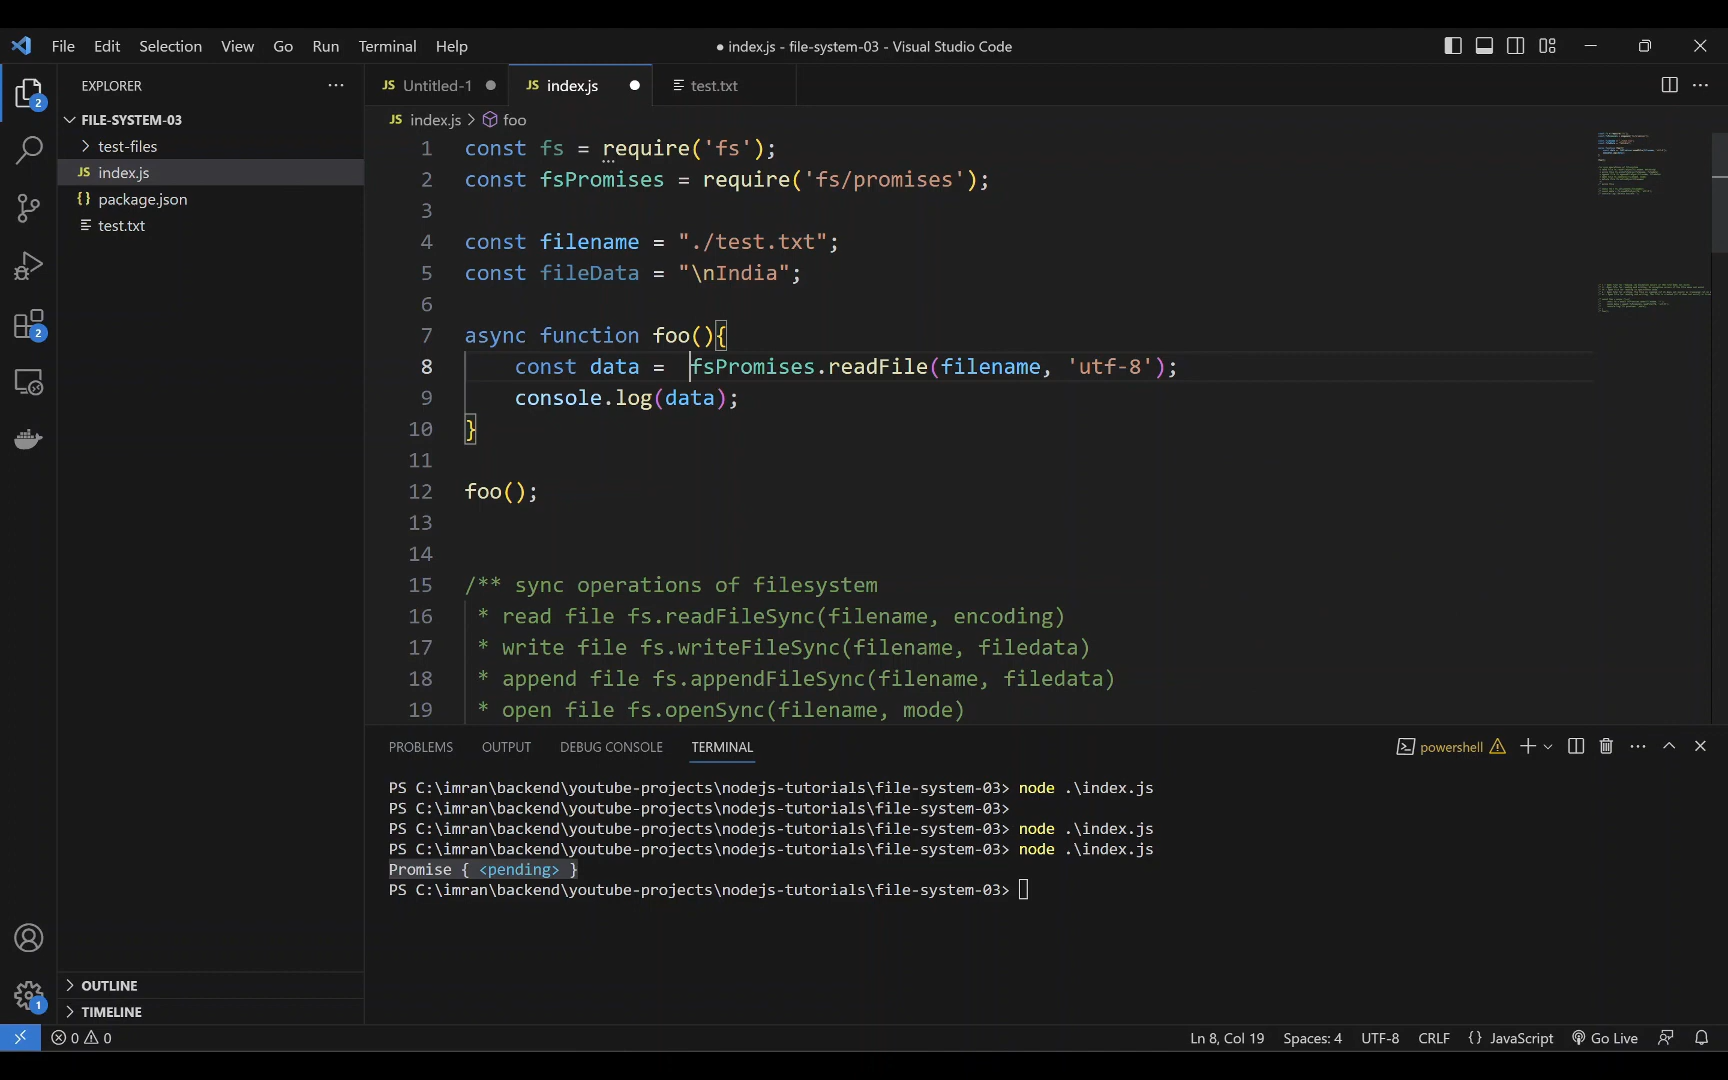 File Edit Selection View Go Run Terminal Help
● index.js - file-system-03 - Visual Studio Code
EXPLORER
FILE-SYSTEM-03
test-files
JS index.js
{} package.json
test.txt
OUTLINE
TIMELINE
2
2
1
JS Untitled-1 ●
JS index.js ●
test.txt
JS index.js > foo
1 const fs = require('fs');
2 const fsPromises = require('fs/promises');
3
4 const filename = "./test.txt";
5 const fileData = "\nIndia";
6
7 async function foo(){
8 const data =  fsPromises.readFile(filename, 'utf-8');
9 console.log(data);
10 }
11
12 foo();
13
14
15 /** sync operations of filesystem
16 * read file fs.readFileSync(filename, encoding)
17 * write file fs.writeFileSync(filename, filedata)
18 * append file fs.appendFileSync(filename, filedata)
19 * open file fs.openSync(filename, mode)
PROBLEMS OUTPUT DEBUG CONSOLE TERMINAL
powershell
PS C:\imran\backend\youtube-projects\nodejs-tutorials\file-system-03> node .\index.js
PS C:\imran\backend\youtube-projects\nodejs-tutorials\file-system-03>
PS C:\imran\backend\youtube-projects\nodejs-tutorials\file-system-03> node .\index.js
PS C:\imran\backend\youtube-projects\nodejs-tutorials\file-system-03> node .\index.js
Promise { <pending> }
PS C:\imran\backend\youtube-projects\nodejs-tutorials\file-system-03>
0 0
Ln 8, Col 19 Spaces: 4 UTF-8 CRLF {} JavaScript Go Live